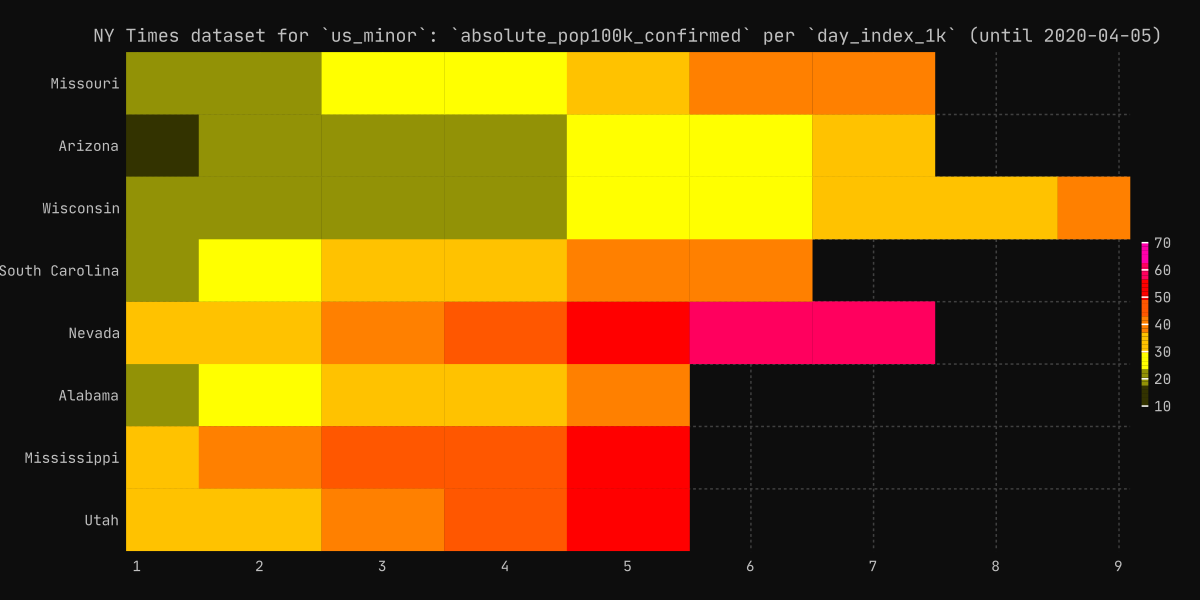 NY Times dataset for `us_minor`: `absolute_pop100k_confirmed` per `day_index_1k` (until 2020-04-05)
Missouri
Arizona
Wisconsin
South Carolina
Nevada
Alabama
Mississippi
Utah
70
60
50
40
30
20
10
1 2 3 4 5 6 7 8 9